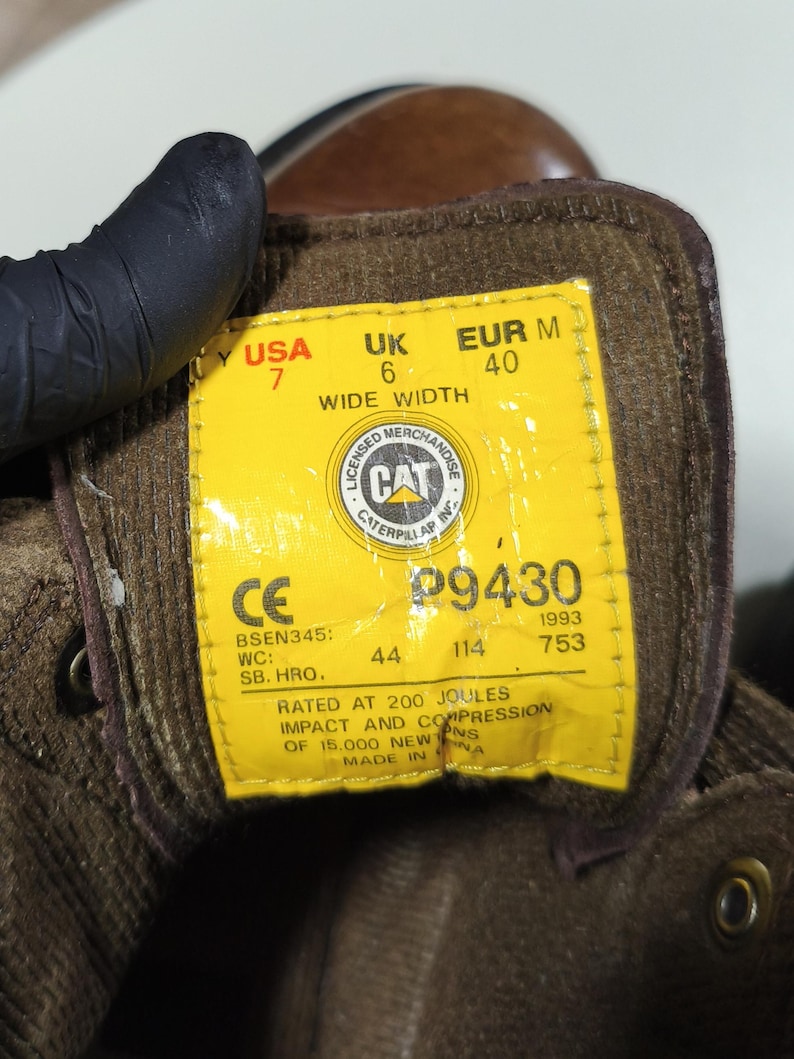 Y USA UK EUR M
7 6 40
WIDE WIDTH
LICENSED MERCHANDISE
CAT
CATERPILLAR INC.
CE P9430
BSEN345: 1993
WC: 44 114 753
SB. HRO.
RATED AT 200 JOULES
IMPACT AND COMPRESSION
OF 15.000
MADE IN